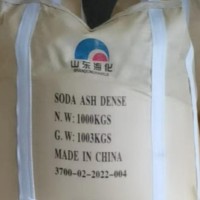 山东海化
SODA ASH DENSE
N.W: 1000KGS
G.W: 1003KGS
MADE IN CHINA
3700-02-2022-004